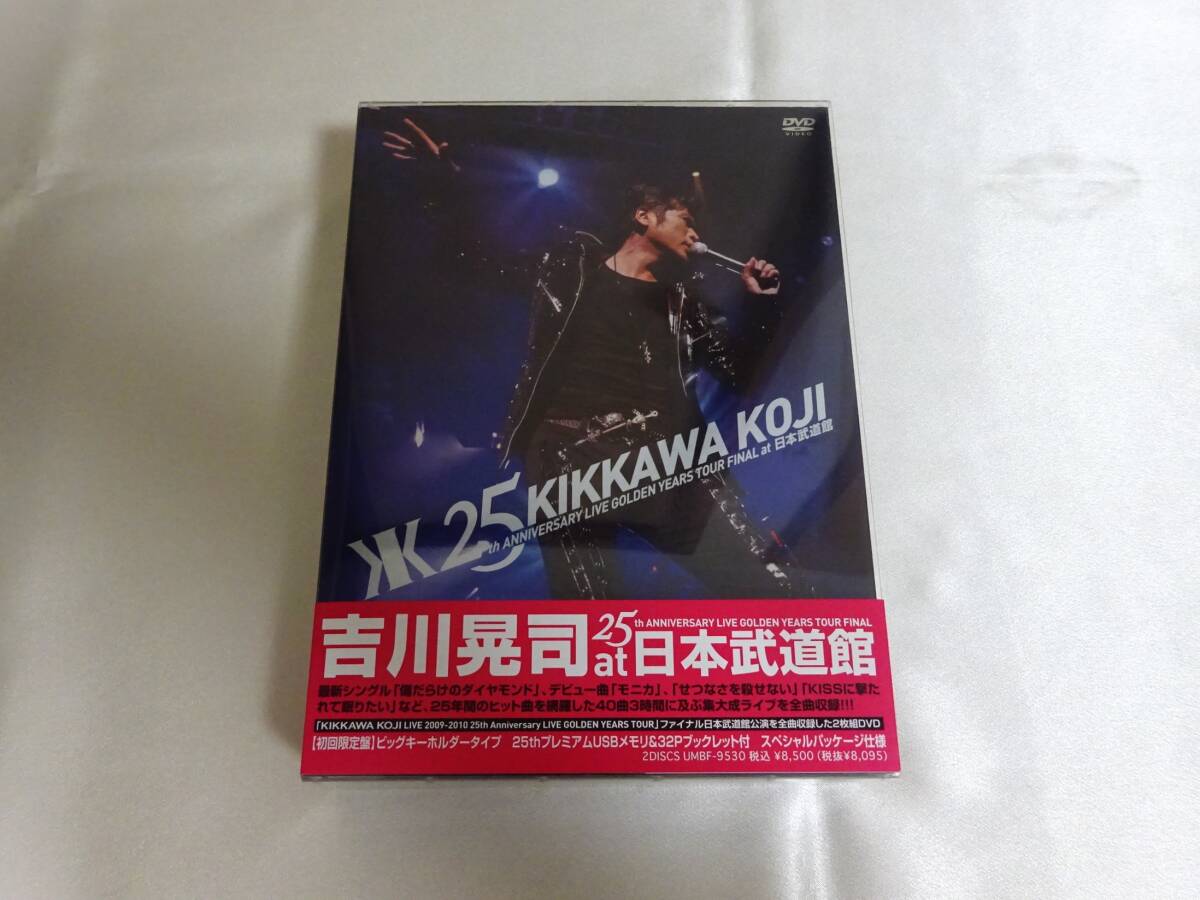 DVD
VIDEO
KK 25 KIKKAWA KOJI
th ANNIVERSARY LIVE GOLDEN YEARS TOUR FINAL at 日本武道館
吉川晃司 25th ANNIVERSARY LIVE GOLDEN YEARS TOUR FINAL
at 日本武道館
最新シングル「傷だらけのダイヤモンド」、デビュー曲「モニカ」、「せつなさを殺せない」「KISSに撃た
れて眠りたい」など、25年間のヒット曲を網羅した40曲3時間に及ぶ集大成ライブを全曲収録!!!
「KIKKAWA KOJI LIVE 2009-2010 25th Anniversary LIVE GOLDEN YEARS TOUR」ファイナル日本武道館公演を全曲収録した2枚組DVD
【初回限定盤】ビッグキーホルダータイプ 25thプレミアムUSBメモリ&32Pブックレット付 スペシャルパッケージ仕様
2DISCS UMBF-9530 税込 ¥8,500 (税抜¥8,095)